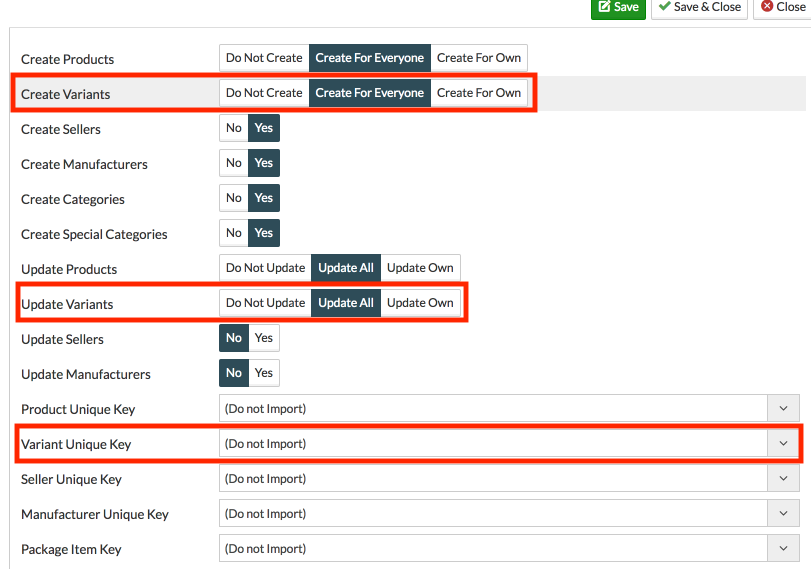 Save Save & Close Close
Create Products Do Not Create Create For Everyone Create For Own
Create Variants Do Not Create Create For Everyone Create For Own
Create Sellers No Yes
Create Manufacturers No Yes
Create Categories No Yes
Create Special Categories No Yes
Update Products Do Not Update Update All Update Own
Update Variants Do Not Update Update All Update Own
Update Sellers No Yes
Update Manufacturers No Yes
Product Unique Key (Do not Import)
Variant Unique Key (Do not Import)
Seller Unique Key (Do not Import)
Manufacturer Unique Key (Do not Import)
Package Item Key (Do not Import)